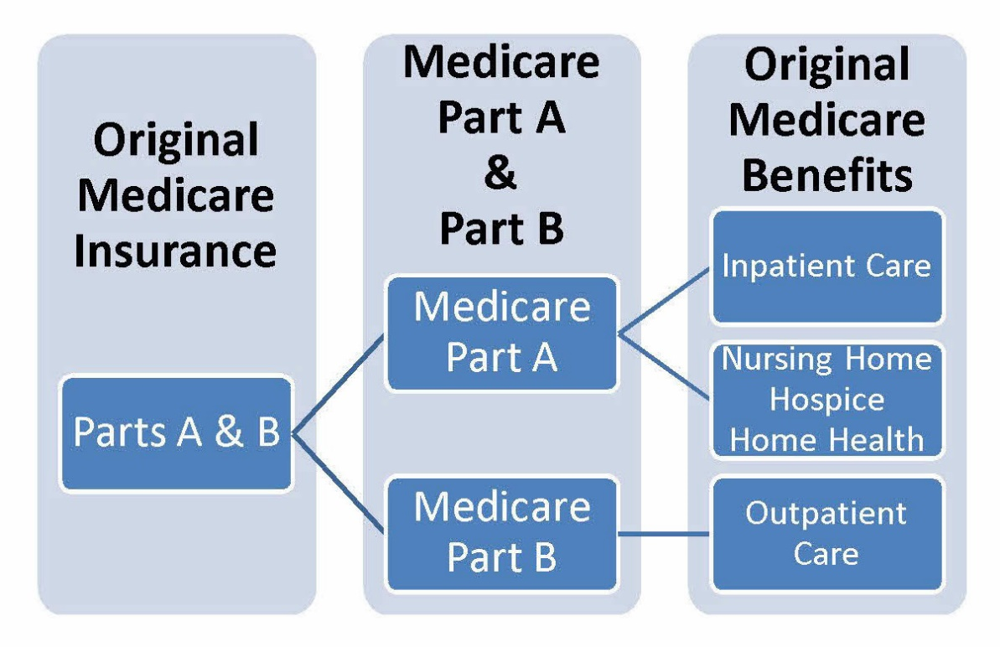 Original
Medicare
Insurance
Parts A & B
Medicare
Part A
&
Part B
Medicare
Part A
Medicare
Part B
Original
Medicare
Benefits
Inpatient Care
Nursing Home
Hospice
Home Health
Outpatient
Care